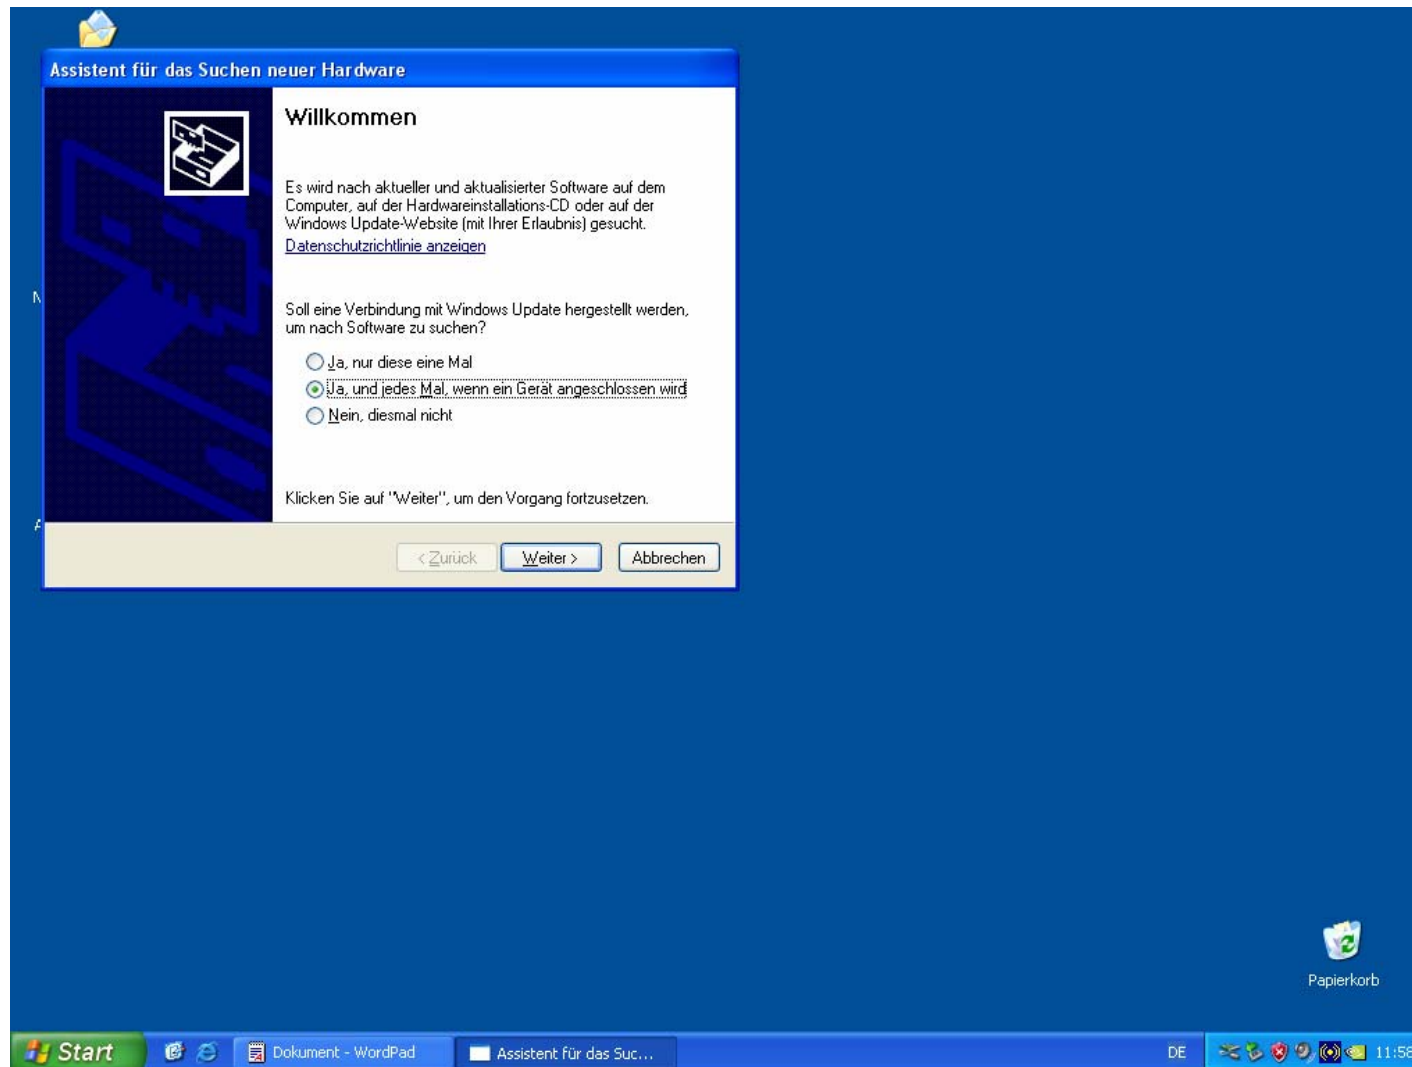 Assistent für das Suchen neuer Hardware
Willkommen
Es wird nach aktueller und aktualisierter Software auf dem
Computer, auf der Hardwareinstallations-CD oder auf der
Windows Update-Website (mit Ihrer Erlaubnis) gesucht.
Datenschutzrichtlinie anzeigen
N
Soll eine Verbindung mit Windows Update hergestellt werden,
um nach Software zu suchen?
Ja, nur diese eine Mal
Ja, und jedes Mal, wenn ein Gerät angeschlossen wird
Nein, diesmal nicht
Klicken Sie auf "Weiter", um den Vorgang fortzusetzen.
A
< Zurück Weiter > Abbrechen
Papierkorb
Start Dokument - WordPad Assistent für das Suc... DE 11:58